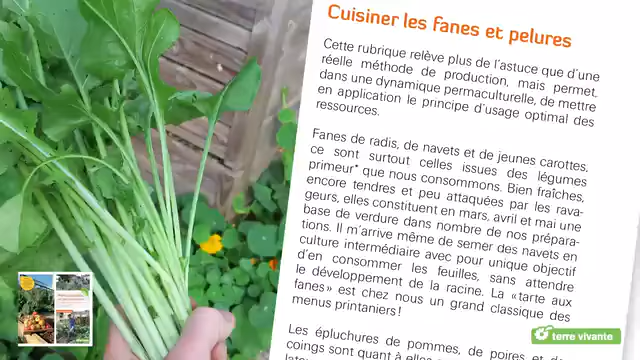 Cuisiner les fanes et pelures
Cette rubrique relève plus de l'astuce que d'une
réelle méthode de production, mais permet,
dans une dynamique permaculturelle, de mettre
en application le principe d'usage optimal des
ressources.
Fanes de radis, de navets et de jeunes carottes,
ce sont surtout celles issues des légumes
primeur* que nous consommons. Bien fraîches,
encore tendres et peu attaquées par les rava-
geurs, elles constituent en mars, avril et mai une
base de verdure dans nombre de nos prépara-
tions. Il m'arrive même de semer des navets en
culture intermédiaire avec pour unique objectif
d'en consommer les feuilles, sans attendre
le développement de la racine. La « tarte aux
fanes » est chez nous un grand classique des
menus printaniers !
Les épluchures de pommes, de poires et de
coings sont quant à elles
terre vivante